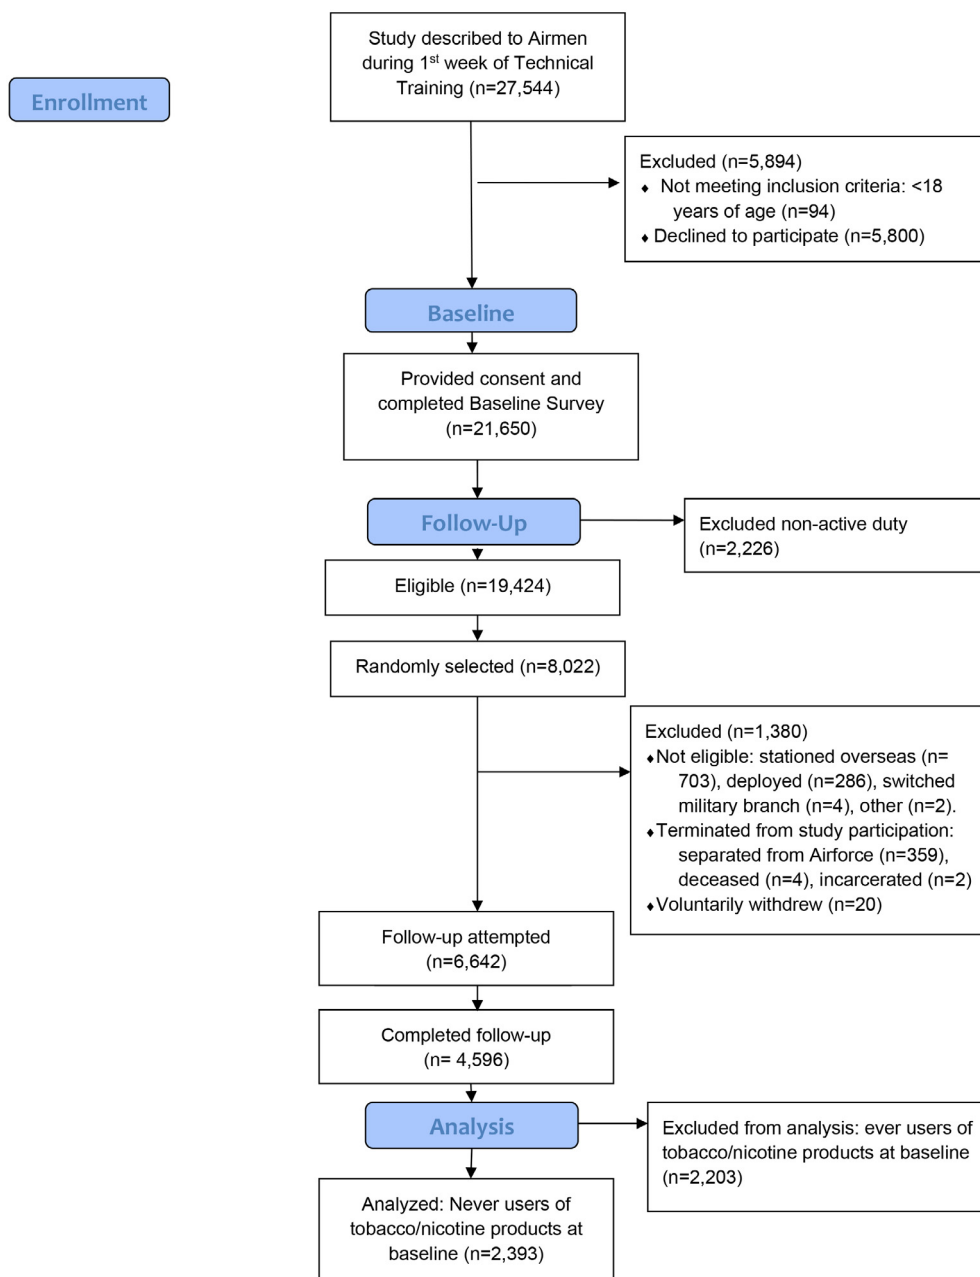 Study described to Airmen
during 1st week of Technical
Training (n=27,544)
Enrollment
Excluded (n=5,894)
♦ Not meeting inclusion criteria: <18
years of age (n=94)
♦ Declined to participate (n=5,800)
Baseline
Provided consent and
completed Baseline Survey
(n=21,650)
Follow-Up
Excluded non-active duty
(n=2,226)
Eligible (n=19,424)
Randomly selected (n=8,022)
Excluded (n=1,380)
♦Not eligible: stationed overseas (n=
703), deployed (n=286), switched
military branch (n=4), other (n=2).
♦Terminated from study participation:
separated from Airforce (n=359),
deceased (n=4), incarcerated (n=2)
♦Voluntarily withdrew (n=20)
Follow-up attempted
(n=6,642)
Completed follow-up
(n= 4,596)
Analysis
Excluded from analysis: ever users of
tobacco/nicotine products at baseline
(n=2,203)
Analyzed: Never users of
tobacco/nicotine products at
baseline (n=2,393)